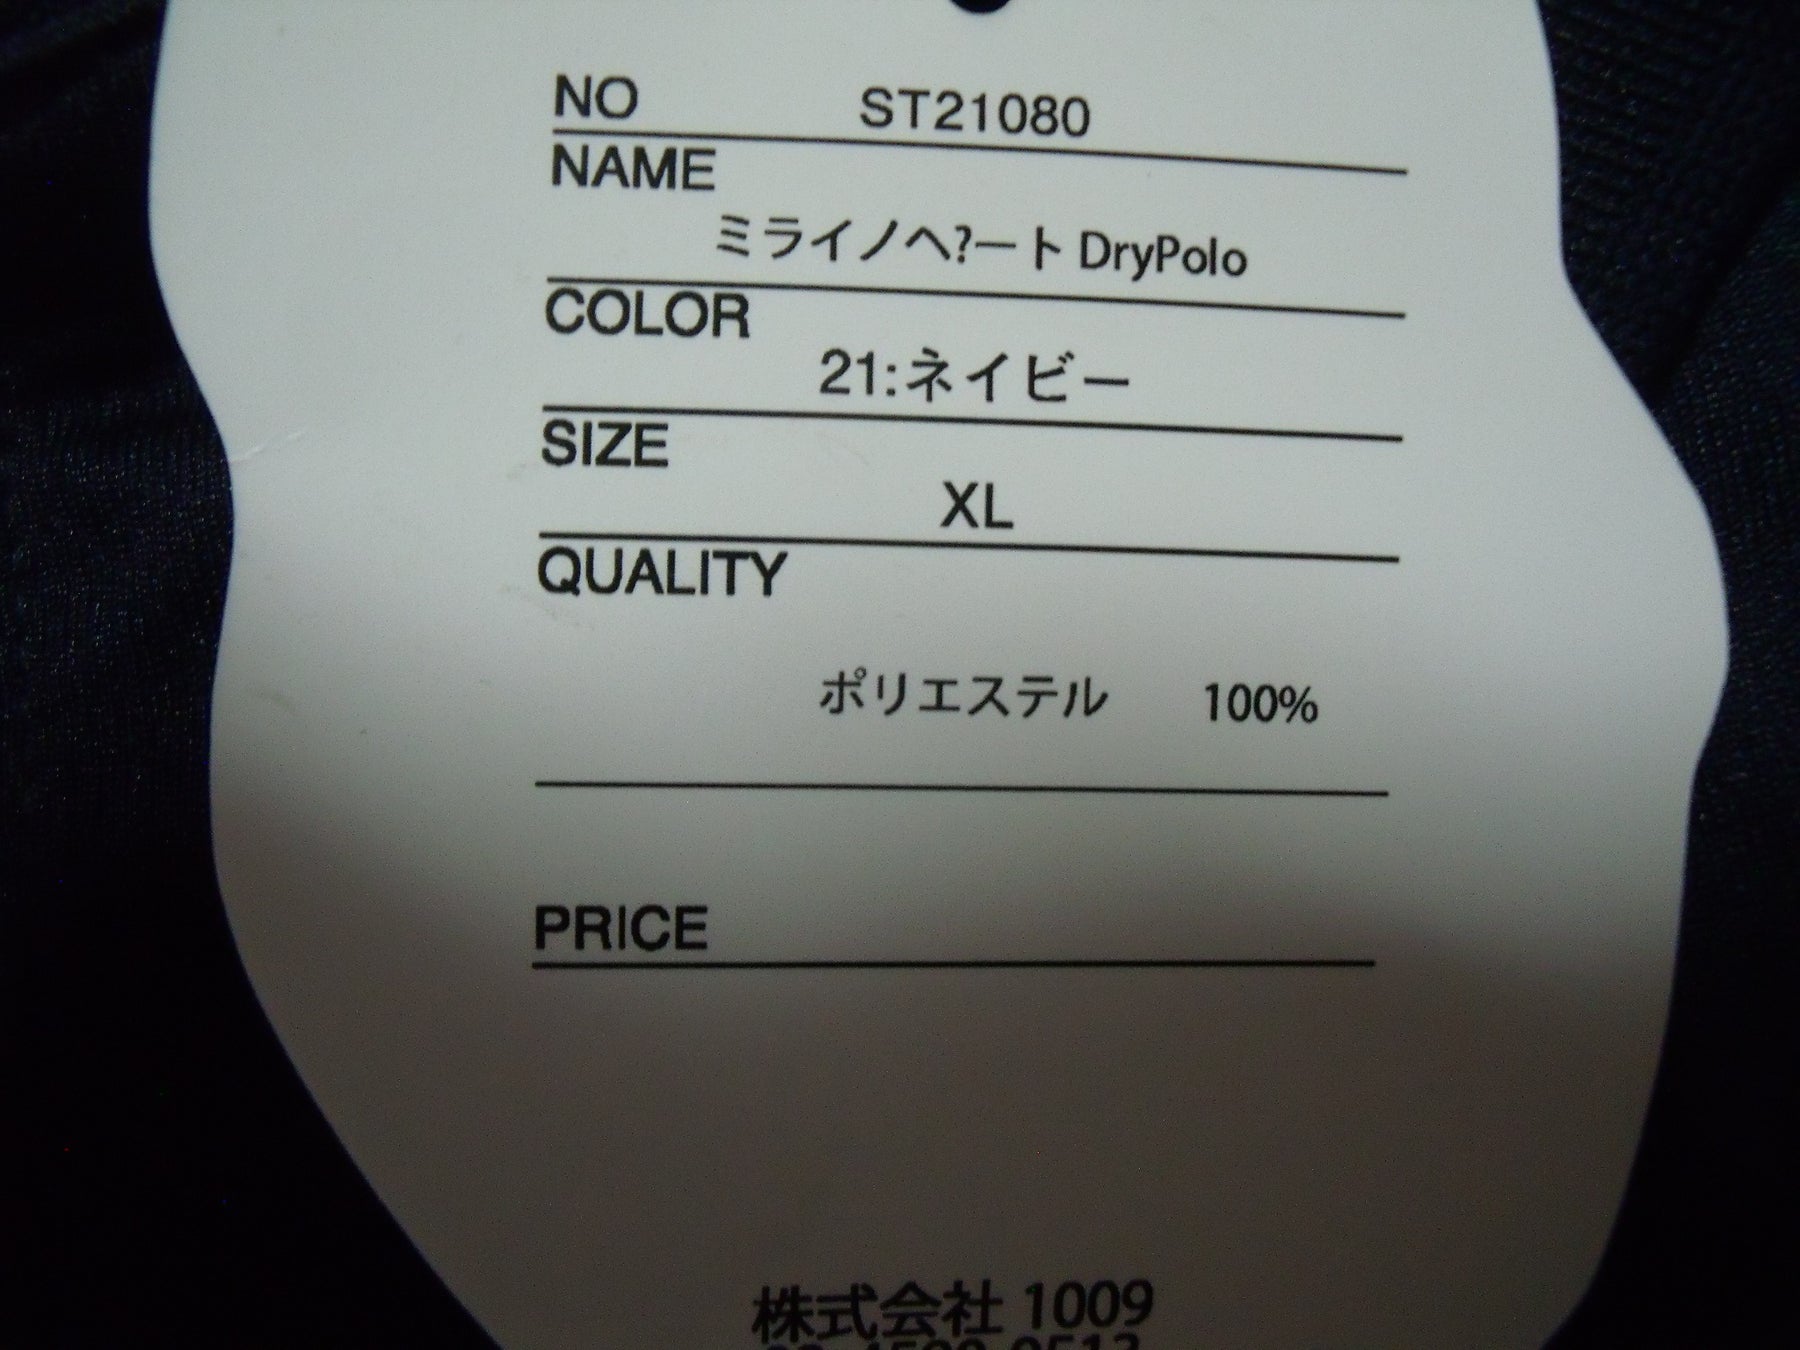 NO ST21080
NAME
ミライノヘ?ート DryPolo
COLOR
21:ネイビー
SIZE
XL
QUALITY
ポリエステル 100%
PRICE
株式会社 1009